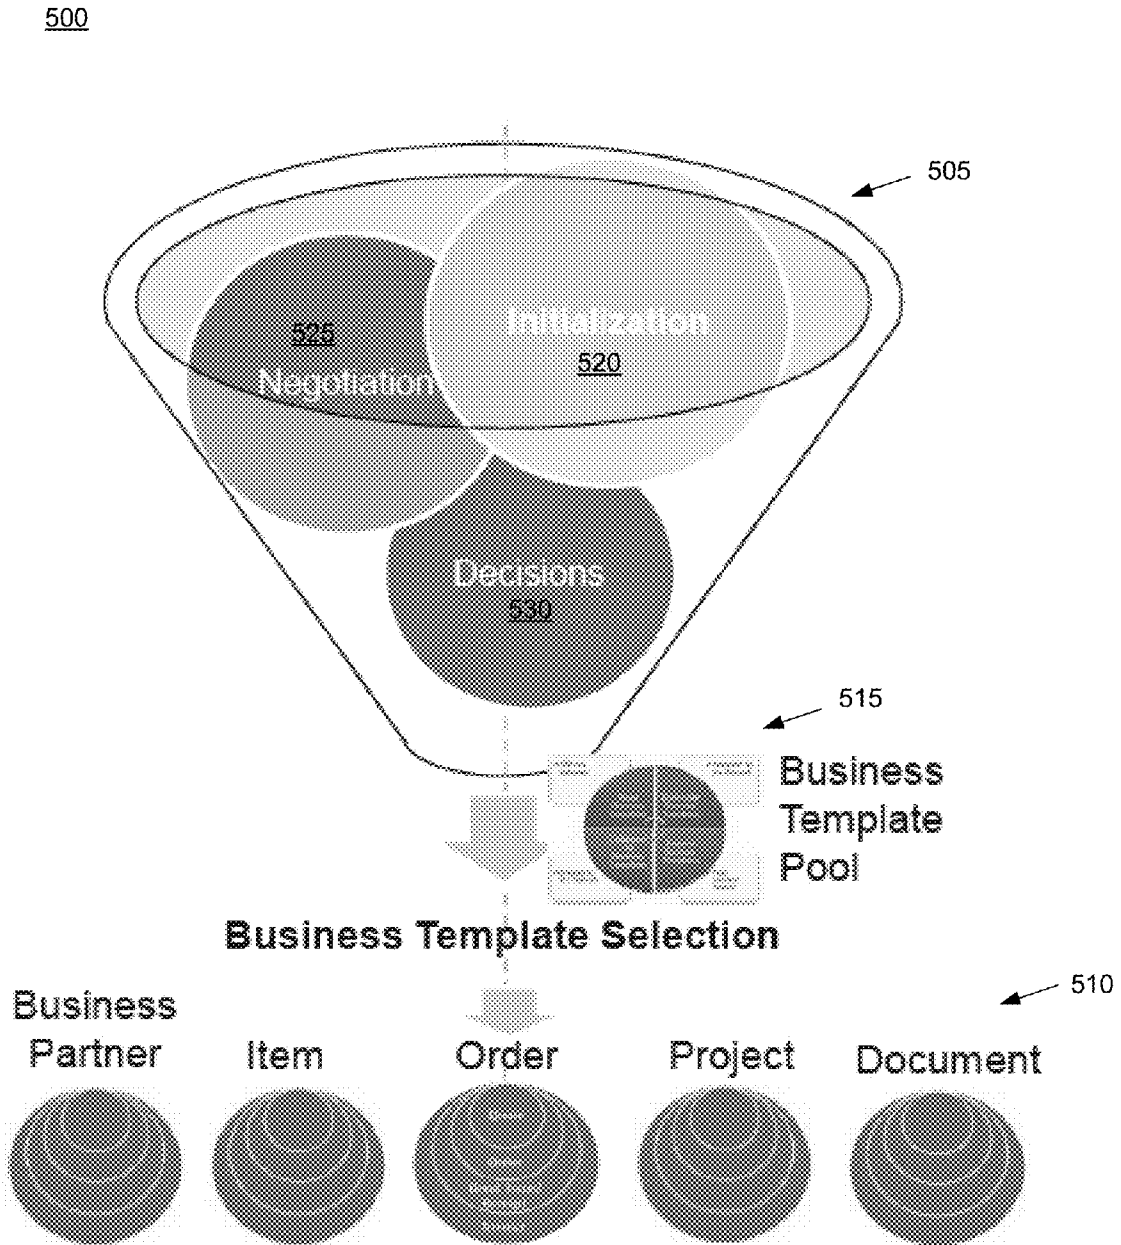 500
505
Initialization
525
520
Negotiation
Decisions
530
515
Business
Template
Pool
Business Template Selection
510
Business
Partner
Item
Order
Project
Document